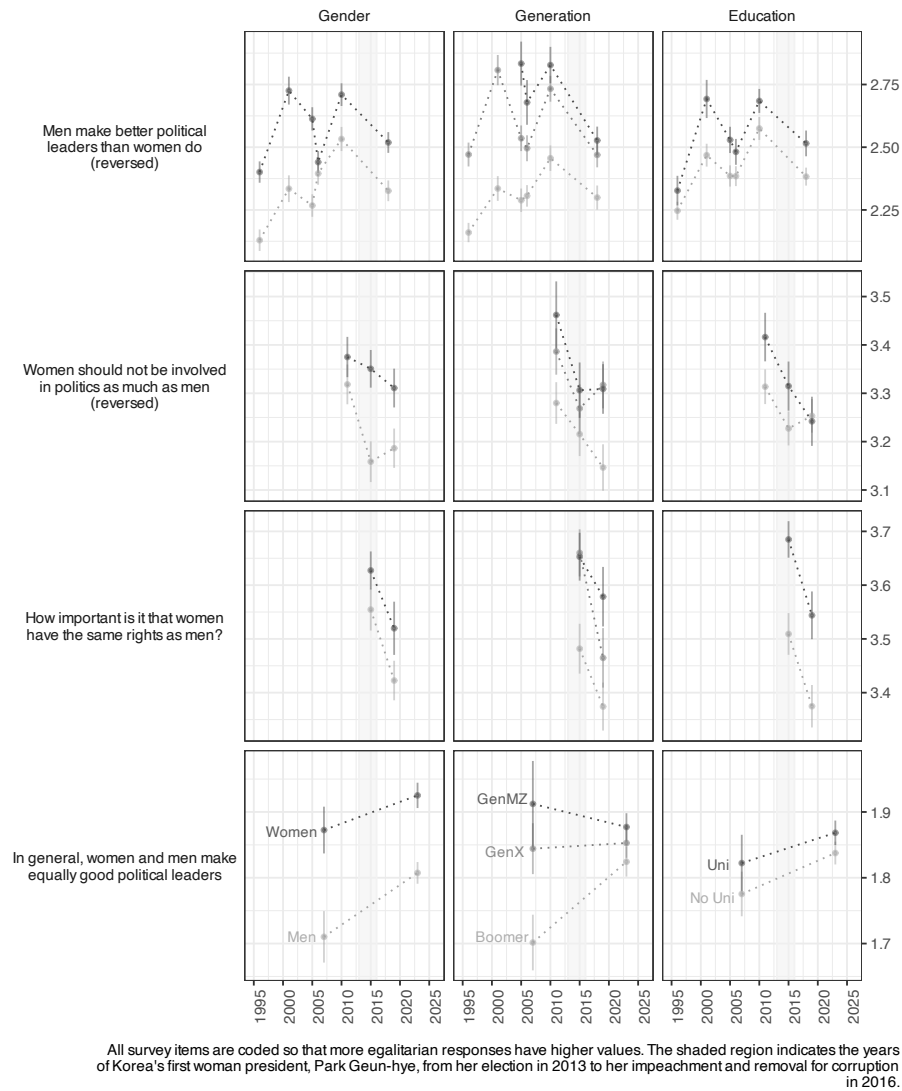 Gender
Generation
Education
Men make better political
leaders than women do
(reversed)
2.75
2.50
2.25
Women should not be involved
in politics as much as men
(reversed)
3.5
3.4
3.3
3.2
3.1
How important is it that women
have the same rights as men?
3.7
3.6
3.5
3.4
In general, women and men make
equally good political leaders
Women
Men
GenMZ
GenX
Boomer
Uni
No Uni
1.9
1.8
1.7
1995 2000 2005 2010 2015 2020 2025
1995 2000 2005 2010 2015 2020 2025
1995 2000 2005 2010 2015 2020 2025
All survey items are coded so that more egalitarian responses have higher values. The shaded region indicates the years
of Korea's first woman president, Park Geun-hye, from her election in 2013 to her impeachment and removal for corruption
in 2016.